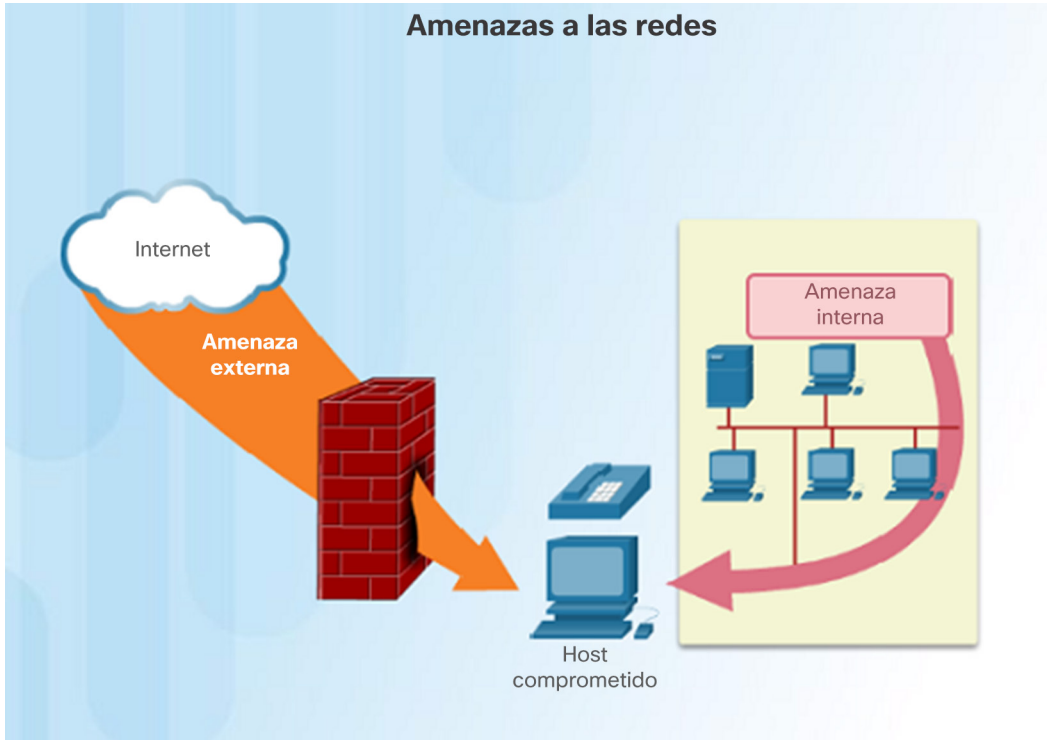 Amenazas a las redes
Internet
Amenaza
externa
Amenaza
interna
Host
comprometido